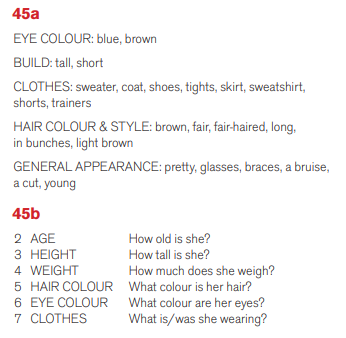 45a
EYE COLOUR: blue, brown
BUILD: tall, short
CLOTHES: sweater, coat, shoes, tights, skirt, sweatshirt,
shorts, trainers
HAIR COLOUR & STYLE: brown, fair, fair-haired, long,
in bunches, light brown
GENERAL APPEARANCE: pretty, glasses, braces, a bruise,
a cut, young
45b
2 AGE How old is she?
3 HEIGHT How tall is she?
4 WEIGHT How much does she weigh?
5 HAIR COLOUR What colour is her hair?
6 EYE COLOUR What colour are her eyes?
7 CLOTHES What is/was she wearing?